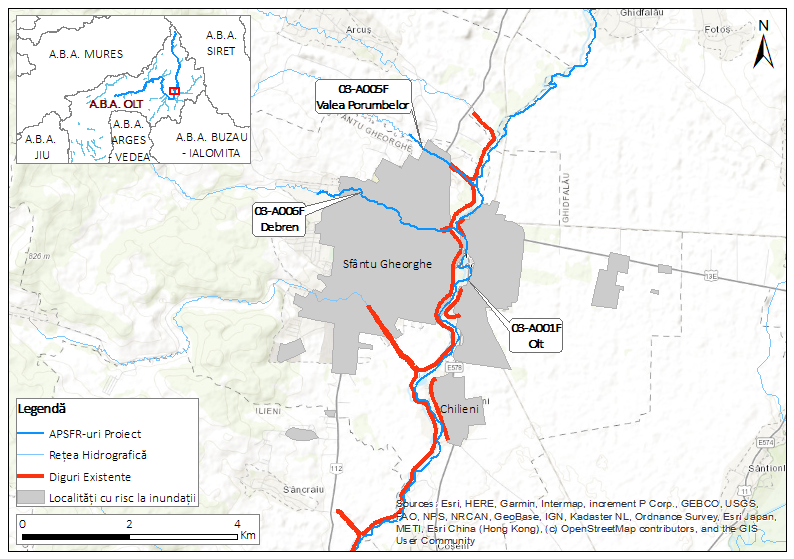 A.B.A. MURES
A.B.A.
SIRET
A.B.A. OLT
A.B.A.
JIU
A.B.A.
ARGES
- VEDEA
A.B.A. BUZAU
- IALOMITA
Arcuș
Ghidfalău
Fotoș
N
03-A005F
Valea Porumbelor
SFÂNTU GHEORGHE
GHIDFALĂU
03-A006F
Debren
Sfântu Gheorghe
826 m
13E
03-A001F
Olt
E578
Chilieni
ILIENI
112
Sâncraiu
E574
11
Sântion
Coșeni
Legendă
APSFR-uri Proiect
Rețea Hidrografică
Diguri Existente
Localități cu risc la inundații
0 2 4
Km
Sources: Esri, HERE, Garmin, Intermap, increment P Corp., GEBCO, USGS,
FAO, NPS, NRCAN, GeoBase, IGN, Kadaster NL, Ordnance Survey, Esri Japan,
METI, Esri China (Hong Kong), (c) OpenStreetMap contributors, and the GIS
User Community